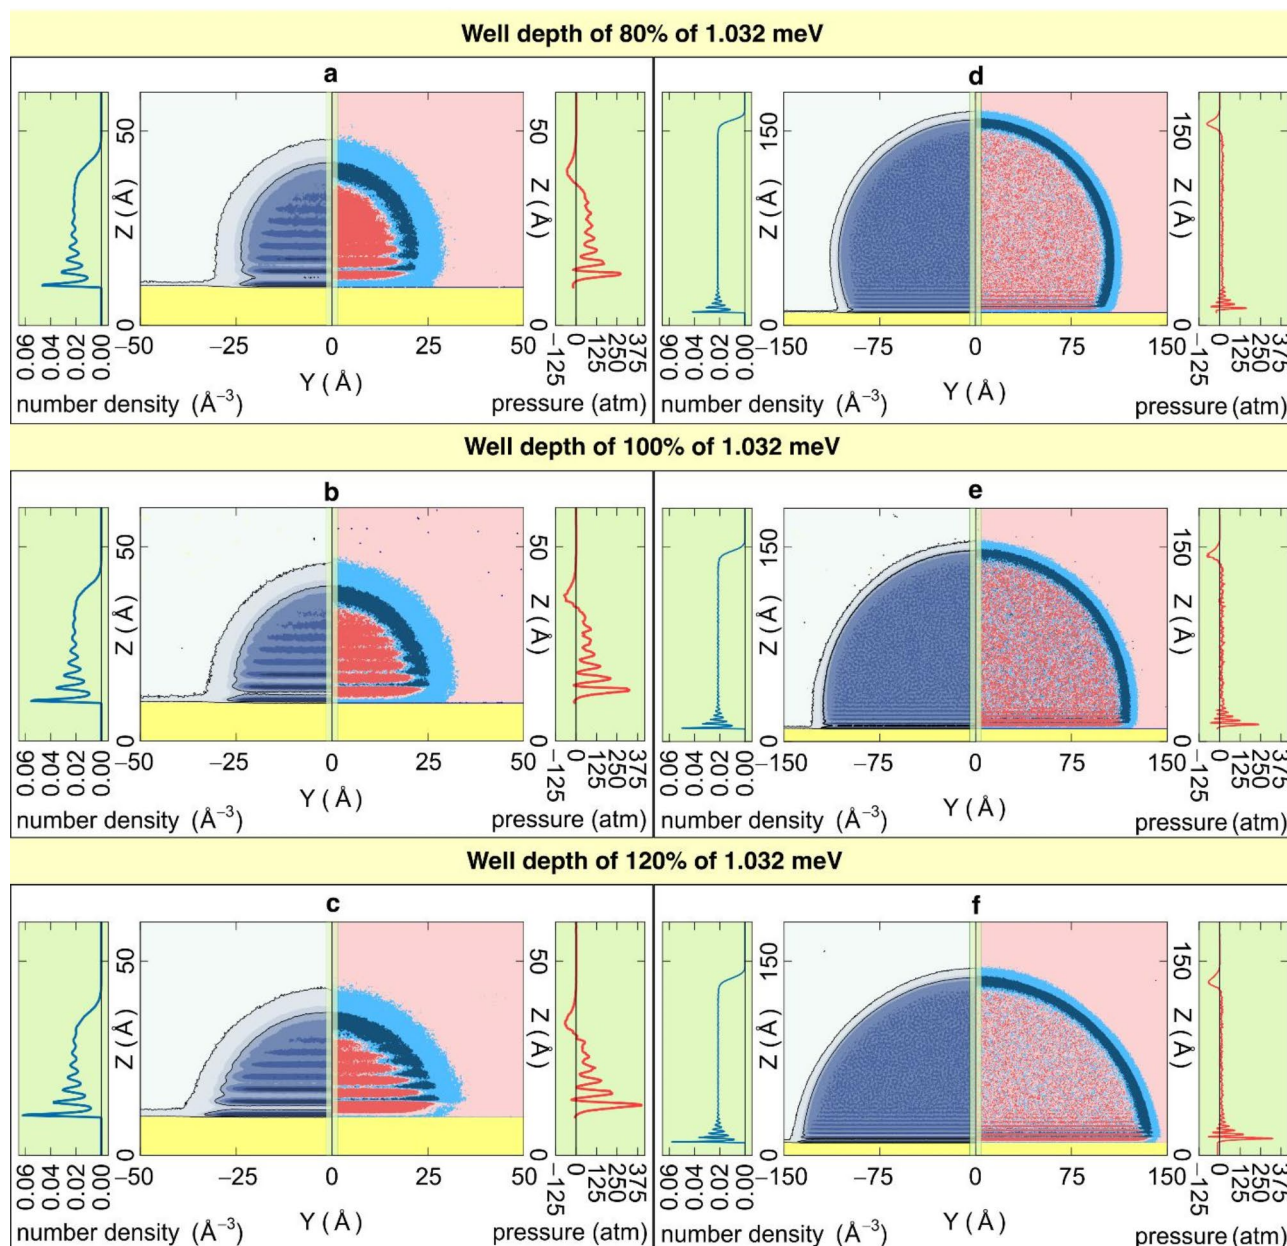 Well depth of 80% of 1.032 meV
a
50
Z (Å)
0
50
Z (Å)
0
0.06 0.04 0.02 0.00
−50 −25 0 25 50
−125 0 125 250 375
number density (Å⁻³)
Y (Å)
pressure (atm)
d
150
Z (Å)
0
150
Z (Å)
0
0.06 0.04 0.02 0.00
−150 −75 0 75 150
−125 0 125 250 375
number density (Å⁻³)
Y (Å)
pressure (atm)
Well depth of 100% of 1.032 meV
b
50
Z (Å)
0
50
Z (Å)
0
0.06 0.04 0.02 0.00
−50 −25 0 25 50
−125 0 125 250 375
number density (Å⁻³)
Y (Å)
pressure (atm)
e
150
Z (Å)
0
150
Z (Å)
0
0.06 0.04 0.02 0.00
−150 −75 0 75 150
−125 0 125 250 375
number density (Å⁻³)
Y (Å)
pressure (atm)
Well depth of 120% of 1.032 meV
c
50
Z (Å)
0
50
Z (Å)
0
0.06 0.04 0.02 0.00
−50 −25 0 25 50
−125 0 125 250 375
number density (Å⁻³)
Y (Å)
pressure (atm)
f
150
Z (Å)
0
150
Z (Å)
0
0.06 0.04 0.02 0.00
−150 −75 0 75 150
−125 0 125 250 375
number density (Å⁻³)
Y (Å)
pressure (atm)